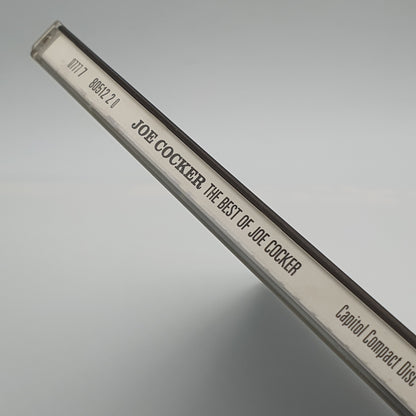 0777 7 80512 2 0 JOE COCKER THE BEST OF JOE COCKER Capitol Compact Disc